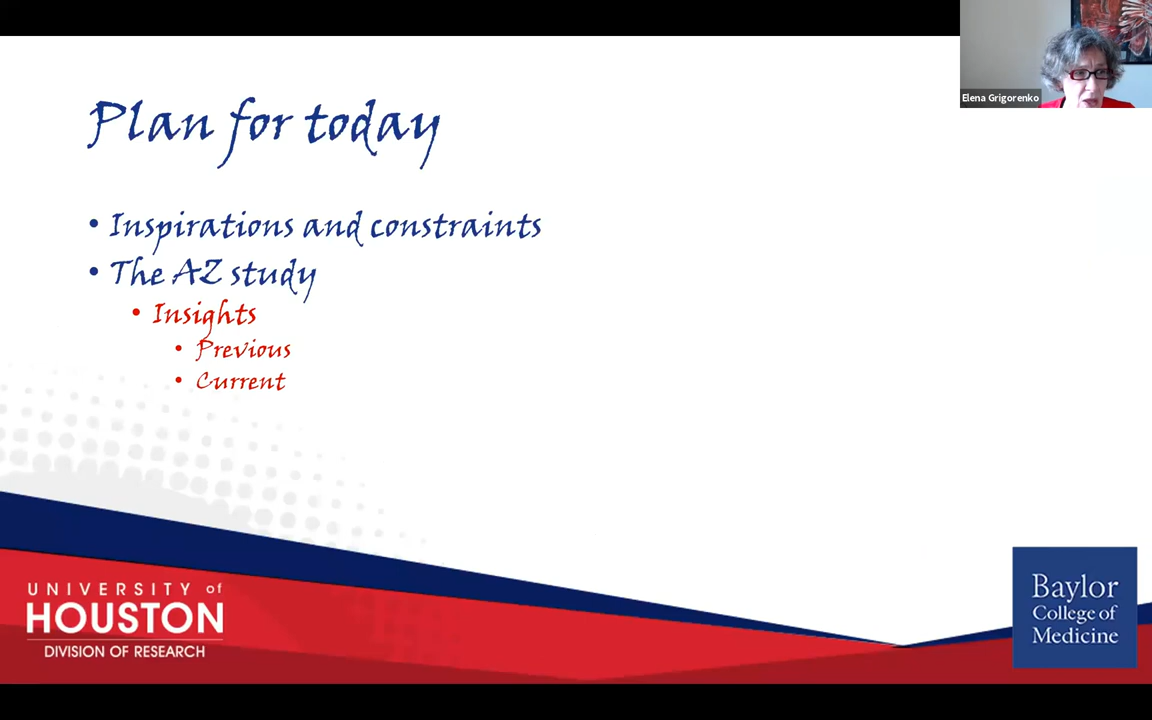 Elena Grigorenko
Plan for today
• Inspirations and constraints
• The AZ study
• Insights
• Previous
• Current
UNIVERSITY of
HOUSTON
DIVISION OF RESEARCH
Baylor
College of
Medicine